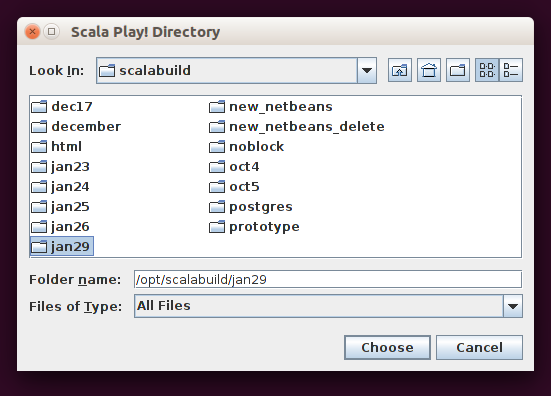 Scala Play! Directory
Look In: scalabuild
dec17
december
html
jan23
jan24
jan25
jan26
jan29
new_netbeans
new_netbeans_delete
noblock
oct4
oct5
postgres
prototype
Folder name: /opt/scalabuild/jan29
Files of Type: All Files
Choose Cancel